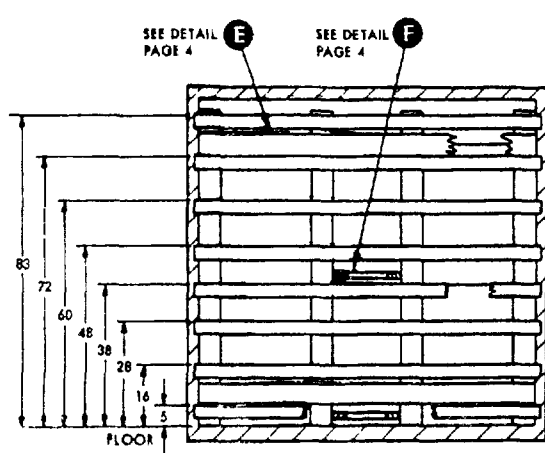 SEE DETAIL
PAGE 4
E
SEE DETAIL
PAGE 4
F
83
72
60
48
38
28
16
5
FLOOR